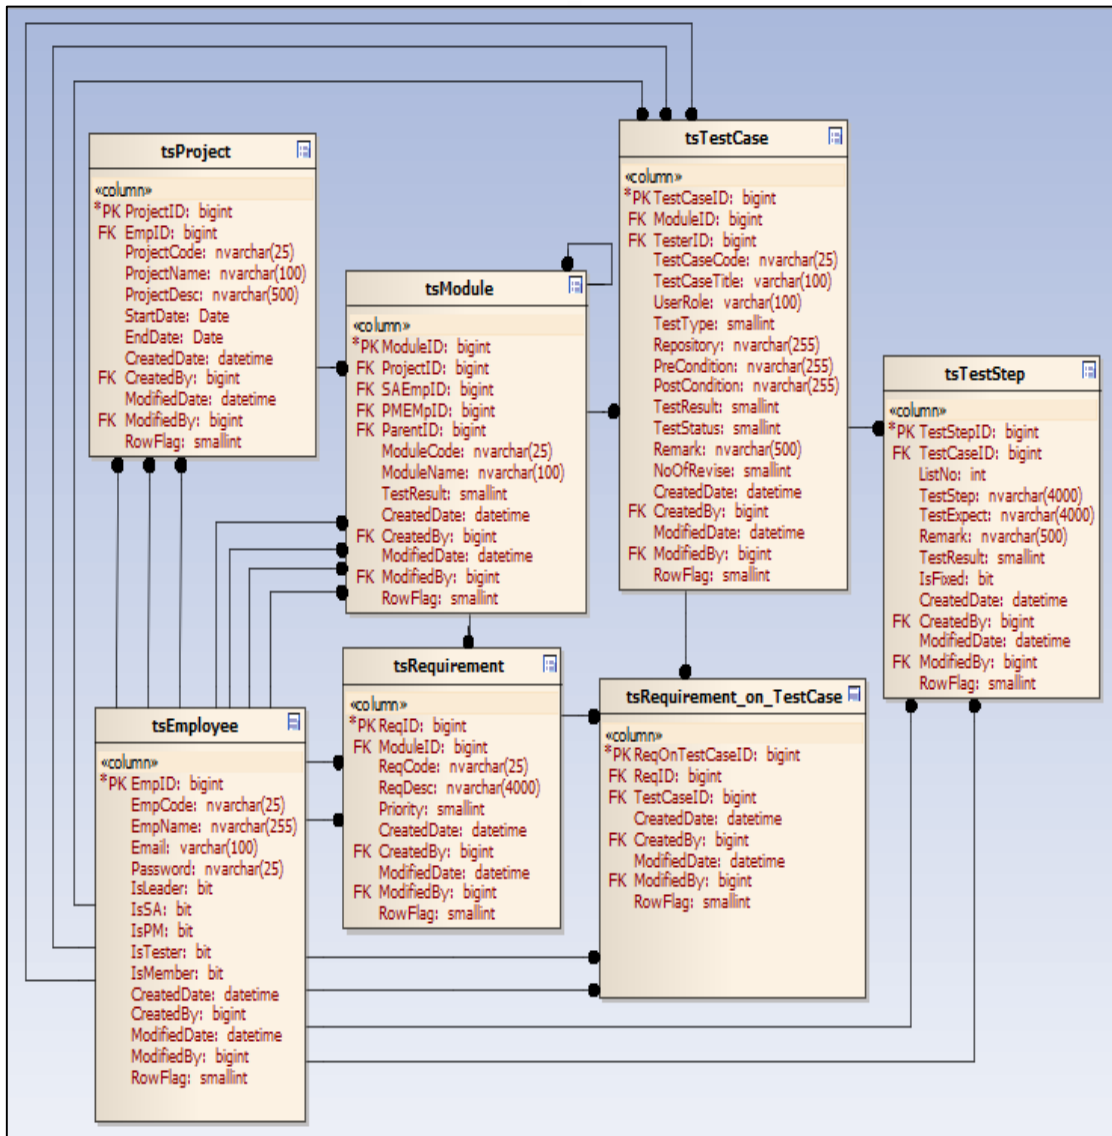 tsProject
«column»
*PK ProjectID: bigint
FK EmpID: bigint
ProjectCode: nvarchar(25)
ProjectName: nvarchar(100)
ProjectDesc: nvarchar(500)
StartDate: Date
EndDate: Date
CreatedDate: datetime
FK CreatedBy: bigint
ModifiedDate: datetime
FK ModifiedBy: bigint
RowFlag: smallint
tsModule
«column»
*PK ModuleID: bigint
FK ProjectID: bigint
FK SAEmpID: bigint
FK PMEMpID: bigint
FK ParentID: bigint
ModuleCode: nvarchar(25)
ModuleName: nvarchar(100)
TestResult: smallint
CreatedDate: datetime
FK CreatedBy: bigint
ModifiedDate: datetime
FK ModifiedBy: bigint
RowFlag: smallint
tsTestCase
«column»
*PK TestCaseID: bigint
FK ModuleID: bigint
FK TesterID: bigint
TestCaseCode: nvarchar(25)
TestCaseTitle: varchar(100)
UserRole: varchar(100)
TestType: smallint
Repository: nvarchar(255)
PreCondition: nvarchar(255)
PostCondition: nvarchar(255)
TestResult: smallint
TestStatus: smallint
Remark: nvarchar(500)
NoOfRevise: smallint
CreatedDate: datetime
FK CreatedBy: bigint
ModifiedDate: datetime
FK ModifiedBy: bigint
RowFlag: smallint
tsTestStep
«column»
*PK TestStepID: bigint
FK TestCaseID: bigint
ListNo: int
TestStep: nvarchar(4000)
TestExpect: nvarchar(4000)
Remark: nvarchar(500)
TestResult: smallint
IsFixed: bit
CreatedDate: datetime
FK CreatedBy: bigint
ModifiedDate: datetime
FK ModifiedBy: bigint
RowFlag: smallint
tsEmployee
«column»
*PK EmpID: bigint
EmpCode: nvarchar(25)
EmpName: nvarchar(255)
Email: varchar(100)
Password: nvarchar(25)
IsLeader: bit
IsSA: bit
IsPM: bit
IsTester: bit
IsMember: bit
CreatedDate: datetime
CreatedBy: bigint
ModifiedDate: datetime
ModifiedBy: bigint
RowFlag: smallint
tsRequirement
«column»
*PK ReqID: bigint
FK ModuleID: bigint
ReqCode: nvarchar(25)
ReqDesc: nvarchar(4000)
Priority: smallint
CreatedDate: datetime
FK CreatedBy: bigint
ModifiedDate: datetime
FK ModifiedBy: bigint
RowFlag: smallint
tsRequirement_on_TestCase
«column»
*PK ReqOnTestCaseID: bigint
FK ReqID: bigint
FK TestCaseID: bigint
CreatedDate: datetime
FK CreatedBy: bigint
ModifiedDate: datetime
FK ModifiedBy: bigint
RowFlag: smallint